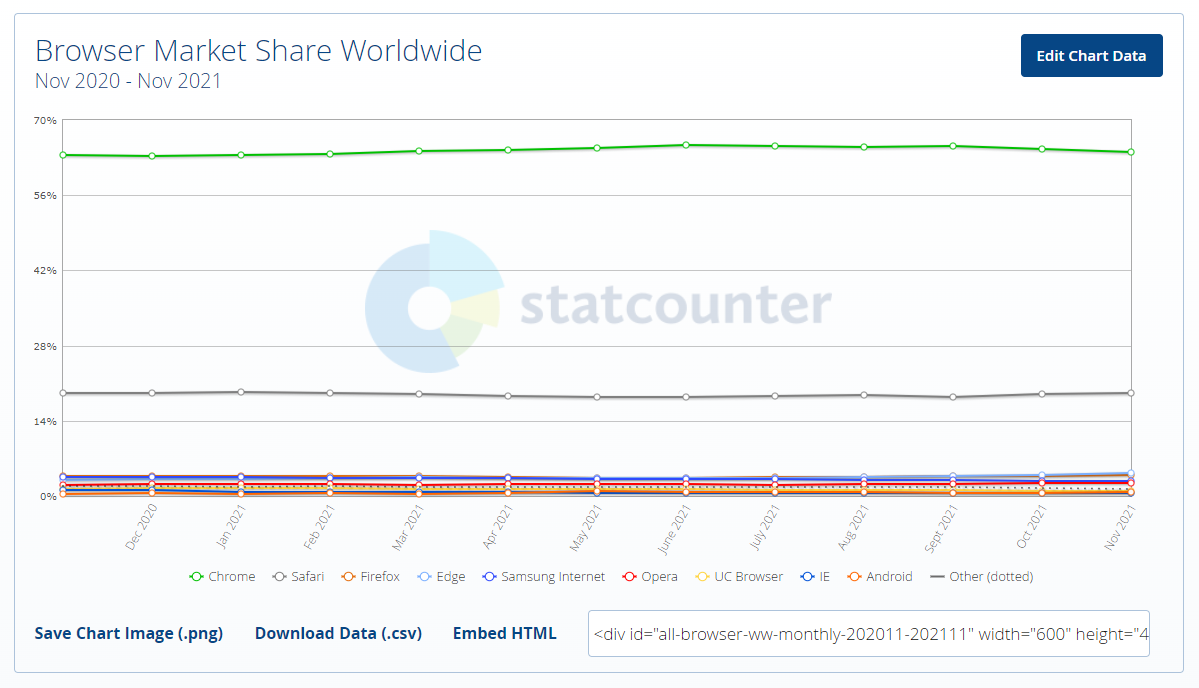 Browser Market Share Worldwide
Nov 2020 - Nov 2021
Edit Chart Data
70%
56%
42%
28%
14%
0%
statcounter
Dec 2020
Jan 2021
Feb 2021
Mar 2021
Apr 2021
May 2021
June 2021
July 2021
Aug 2021
Sept 2021
Oct 2021
Nov 2021
Chrome Safari Firefox Edge Samsung Internet Opera UC Browser IE Android Other (dotted)
Save Chart Image (.png) Download Data (.csv) Embed HTML <div id="all-browser-ww-monthly-202011-202111" width="600" height="4